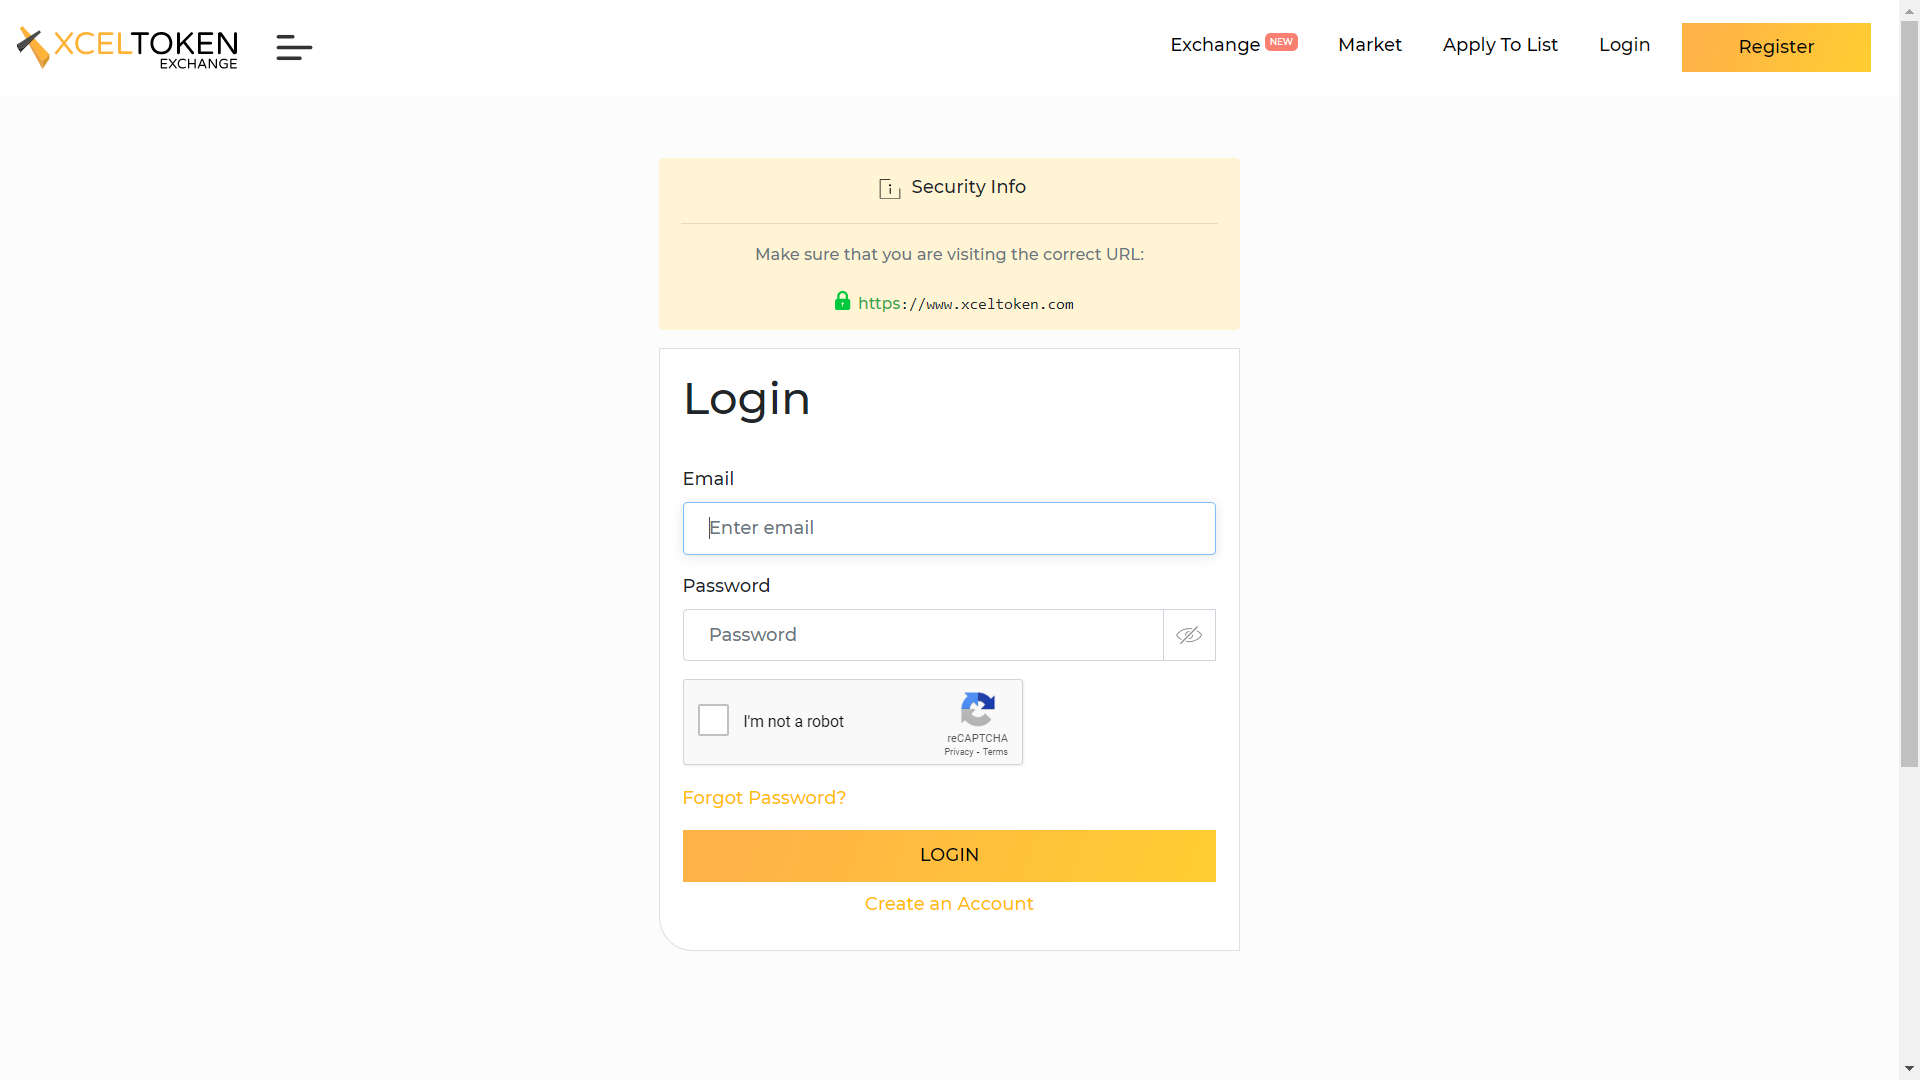 XCELTOKEN
EXCHANGE
Exchange NEW
Market
Apply To List
Login
Register
Security Info
Make sure that you are visiting the correct URL:
https://www.xceltoken.com
Login
Email
Enter email
Password
Password
I'm not a robot
reCAPTCHA
Privacy - Terms
Forgot Password?
LOGIN
Create an Account